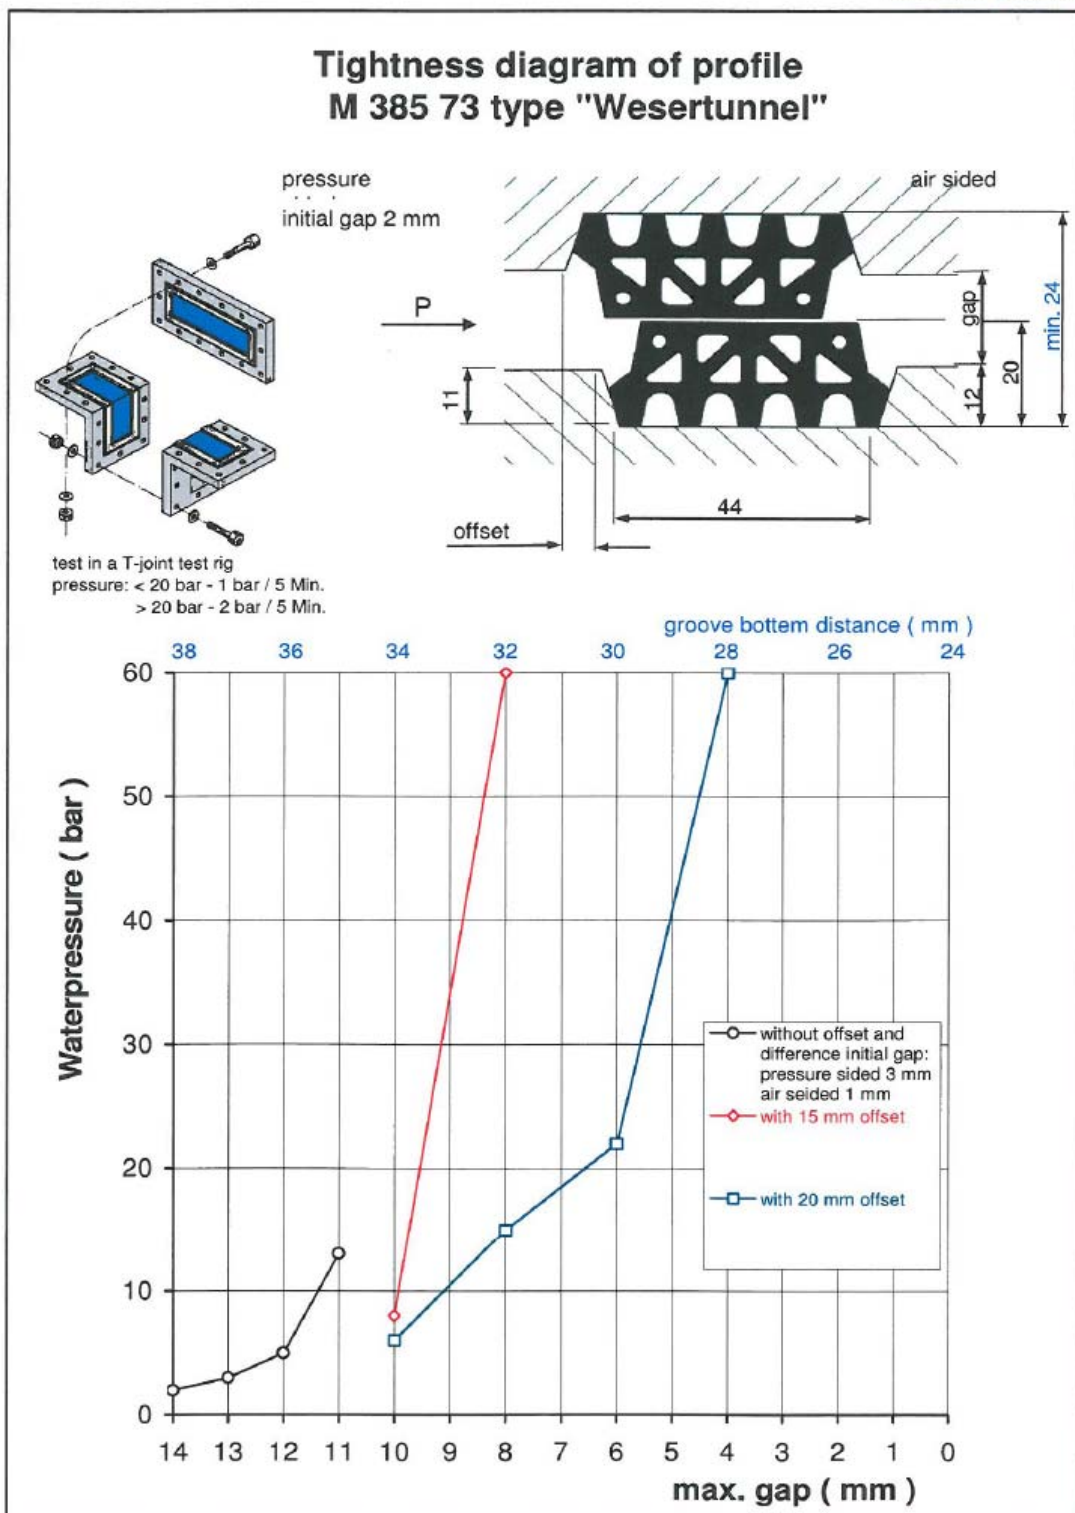 Tightness diagram of profile
M 385 73 type "Wesertunnel"
pressure
initial gap 2 mm
air sided
P
gap
min. 24
11
12
20
44
offset
test in a T-joint test rig
pressure: < 20 bar - 1 bar / 5 Min.
> 20 bar - 2 bar / 5 Min.
groove bottem distance ( mm )
38 36 34 32 30 28 26 24
60
50
40
30
20
10
0
Waterpressure ( bar )
without offset and
difference initial gap:
pressure sided 3 mm
air seided 1 mm
with 15 mm offset
with 20 mm offset
14 13 12 11 10 9 8 7 6 5 4 3 2 1 0
max. gap ( mm )